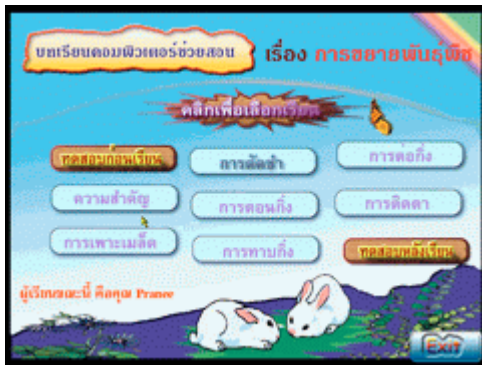 บทเรียนคอมพิวเตอร์ช่วยสอน เรื่อง การขยายพันธุ์พืช
คลิกเพื่อเลือกเรียน
ทดสอบก่อนเรียน การตัดชำ การต่อกิ่ง
ความสำคัญ การตอนกิ่ง การติดตา
การเพาะเมล็ด การทาบกิ่ง ทดสอบหลังเรียน
ผู้เรียนขณะนี้ คือคุณ Pranee
Exit